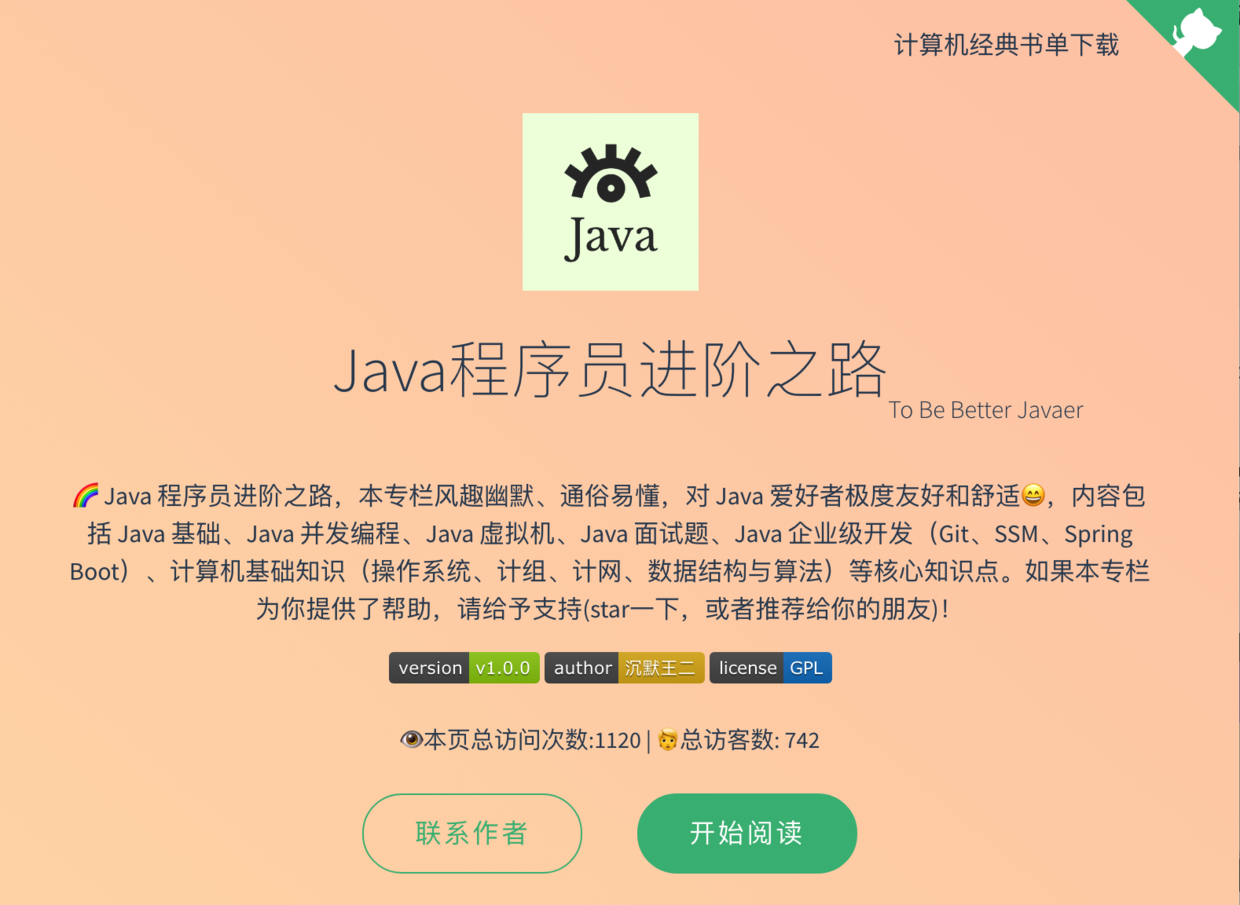 计算机经典书单下载
Java
Java程序员进阶之路
To Be Better Javaer
🌈 Java 程序员进阶之路，本专栏风趣幽默、通俗易懂，对 Java 爱好者极度友好和舒适😄，内容包
括 Java 基础、Java 并发编程、Java 虚拟机、Java 面试题、Java 企业级开发（Git、SSM、Spring
Boot）、计算机基础知识（操作系统、计组、计网、数据结构与算法）等核心知识点。如果本专栏
为你提供了帮助，请给予支持(star一下，或者推荐给你的朋友)！
version v1.0.0 author 沉默王二 license GPL
👁️本页总访问次数:1120 | 🧑总访客数: 742
联系作者 开始阅读